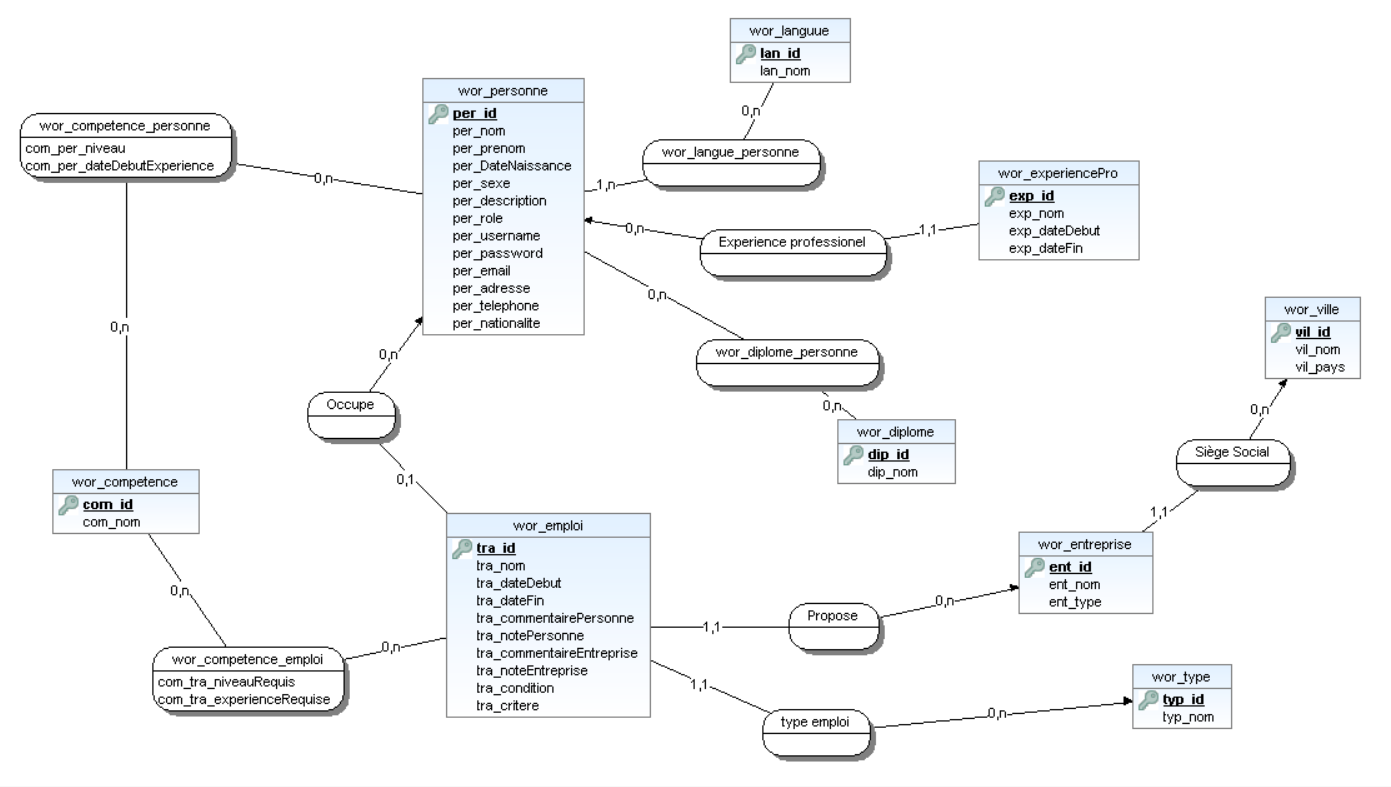 wor_languue
lan_id
lan_nom
0,n
wor_langue_personne
1,n
wor_personne
per_id
per_nom
per_prenom
per_DateNaissance
per_sexe
per_description
per_role
per_username
per_password
per_email
per_adresse
per_telephone
per_nationalite
wor_competence_personne
com_per_niveau
com_per_dateDebutExperience
0,n
0,n
wor_experiencePro
exp_id
exp_nom
exp_dateDebut
exp_dateFin
1,1
Experience professionel
0,n
0,n
wor_diplome_personne
0,n
wor_diplome
dip_id
dip_nom
wor_ville
vil_id
vil_nom
vil_pays
0,n
Siège Social
1,1
0,n
Occupe
0,1
wor_competence
com_id
com_nom
0,n
wor_competence_emploi
com_tra_niveauRequis
com_tra_experienceRequise
0,n
wor_emploi
tra_id
tra_nom
tra_dateDebut
tra_dateFin
tra_commentairePersonne
tra_notePersonne
tra_commentaireEntreprise
tra_noteEntreprise
tra_condition
tra_critere
1,1
Propose
0,n
wor_entreprise
ent_id
ent_nom
ent_type
1,1
type emploi
0,n
wor_type
typ_id
typ_nom